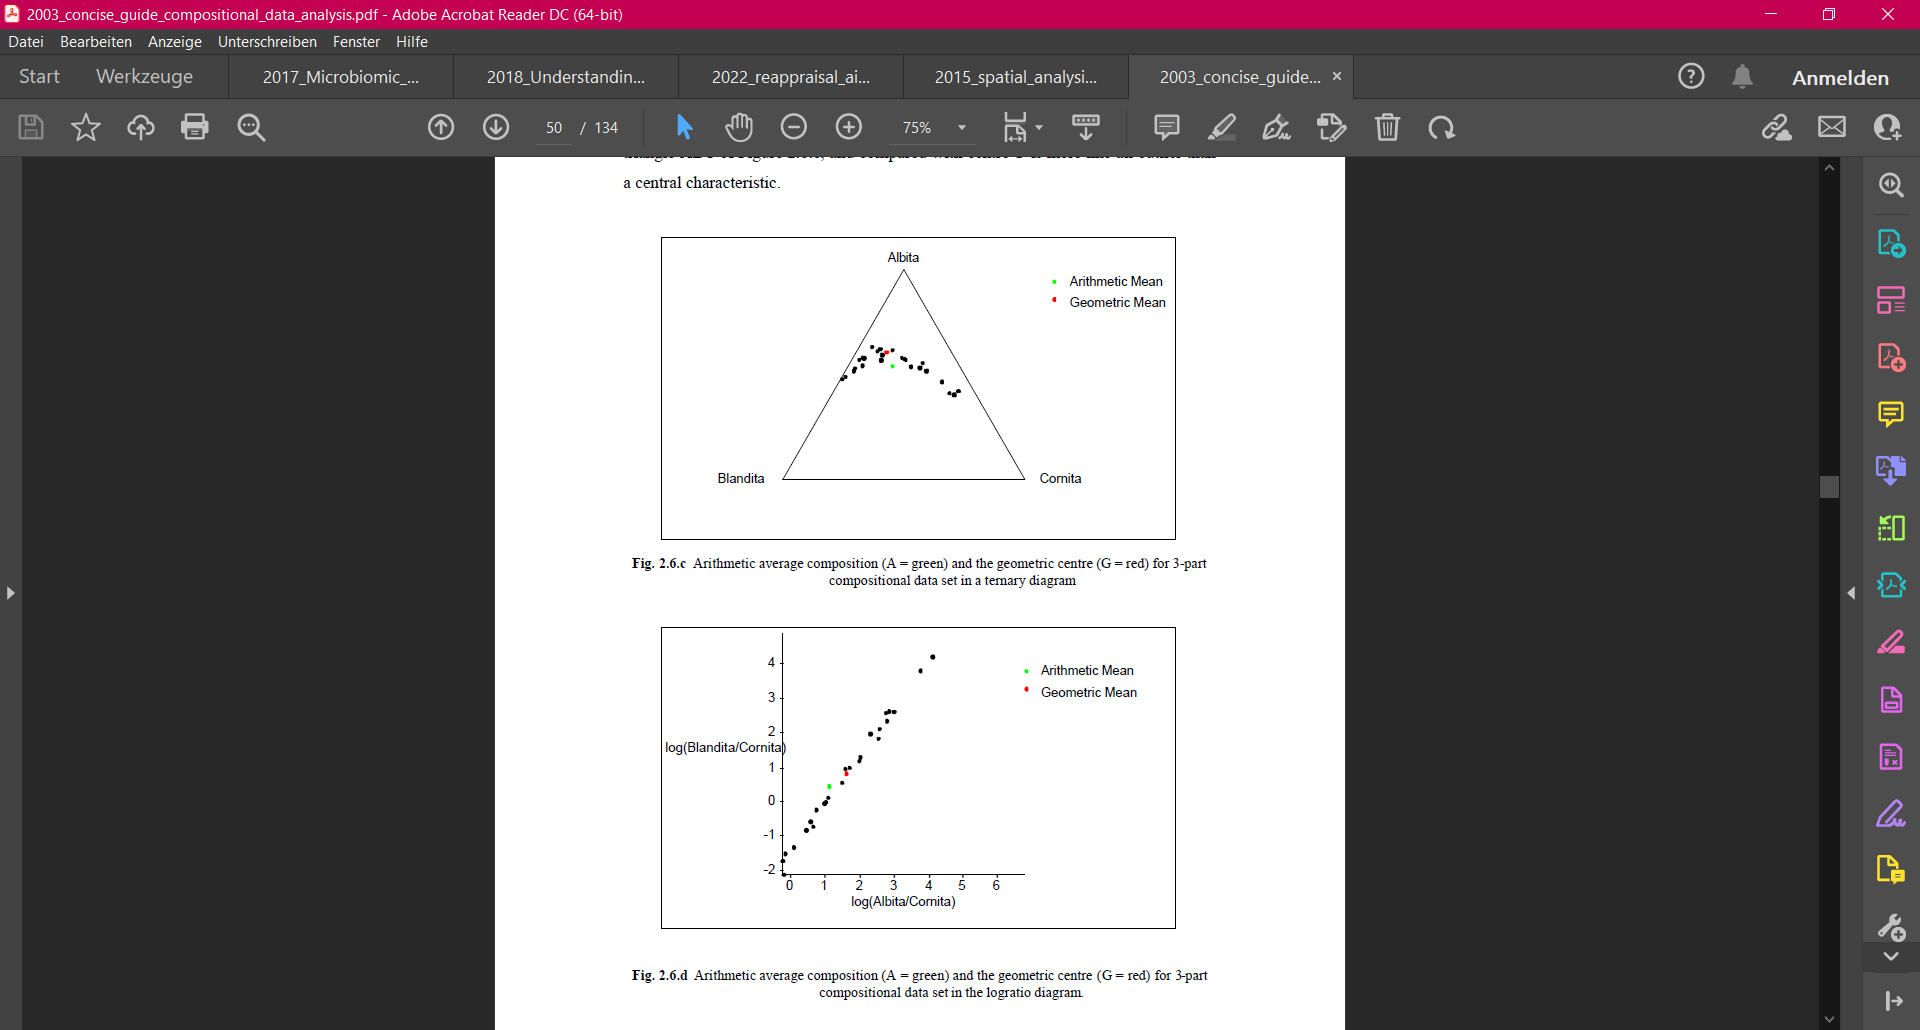 2003_concise_guide_compositional_data_analysis.pdf - Adobe Acrobat Reader DC (64-bit)
Datei Bearbeiten Anzeige Unterschreiben Fenster Hilfe
Start Werkzeuge 2017_Microbiomic_... 2018_Understandin... 2022_reappraisal_ai... 2015_spatial_analysi... 2003_concise_guide... × Anmelden
50 / 134 75%
a central characteristic.
Albita
Arithmetic Mean
Geometric Mean
Blandita Cornita
Fig. 2.6.c Arithmetic average composition (A = green) and the geometric centre (G = red) for 3-part
compositional data set in a ternary diagram
4
3
2
1
0
-1
-2
log(Blandita/Cornita)
Arithmetic Mean
Geometric Mean
0 1 2 3 4 5 6
log(Albita/Cornita)
Fig. 2.6.d Arithmetic average composition (A = green) and the geometric centre (G = red) for 3-part
compositional data set in the logratio diagram.